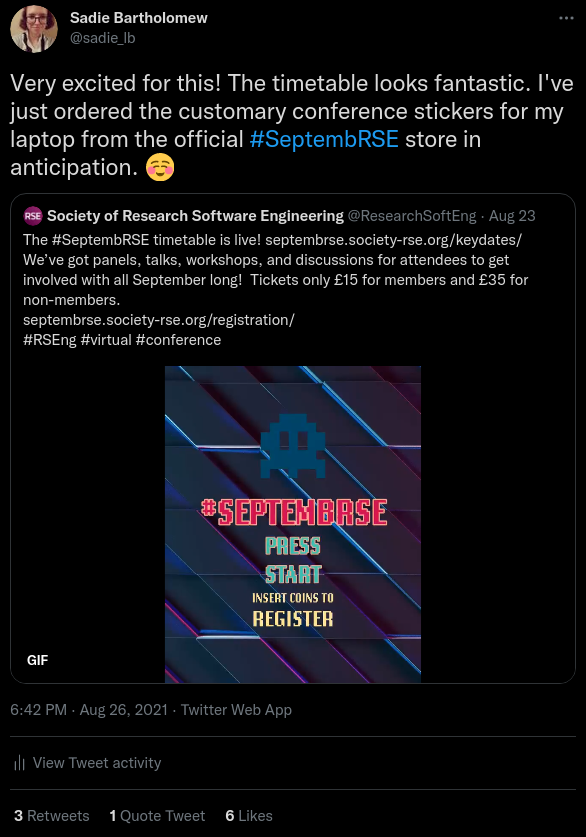 Sadie Bartholomew
@sadie_lb
Very excited for this! The timetable looks fantastic. I've
just ordered the customary conference stickers for my
laptop from the official #SeptembRSE store in
anticipation. ☺️
RSE Society of Research Software Engineering @ResearchSoftEng · Aug 23
The #SeptembRSE timetable is live! septembrse.society-rse.org/keydates/
We've got panels, talks, workshops, and discussions for attendees to get
involved with all September long!  Tickets only £15 for members and £35 for
non-members.
septembrse.society-rse.org/registration/
#RSEng #virtual #conference
#SEPTEMBRSE
PRESS
START
INSERT COINS TO
REGISTER
GIF
6:42 PM · Aug 26, 2021 · Twitter Web App
View Tweet activity
3 Retweets 1 Quote Tweet 6 Likes